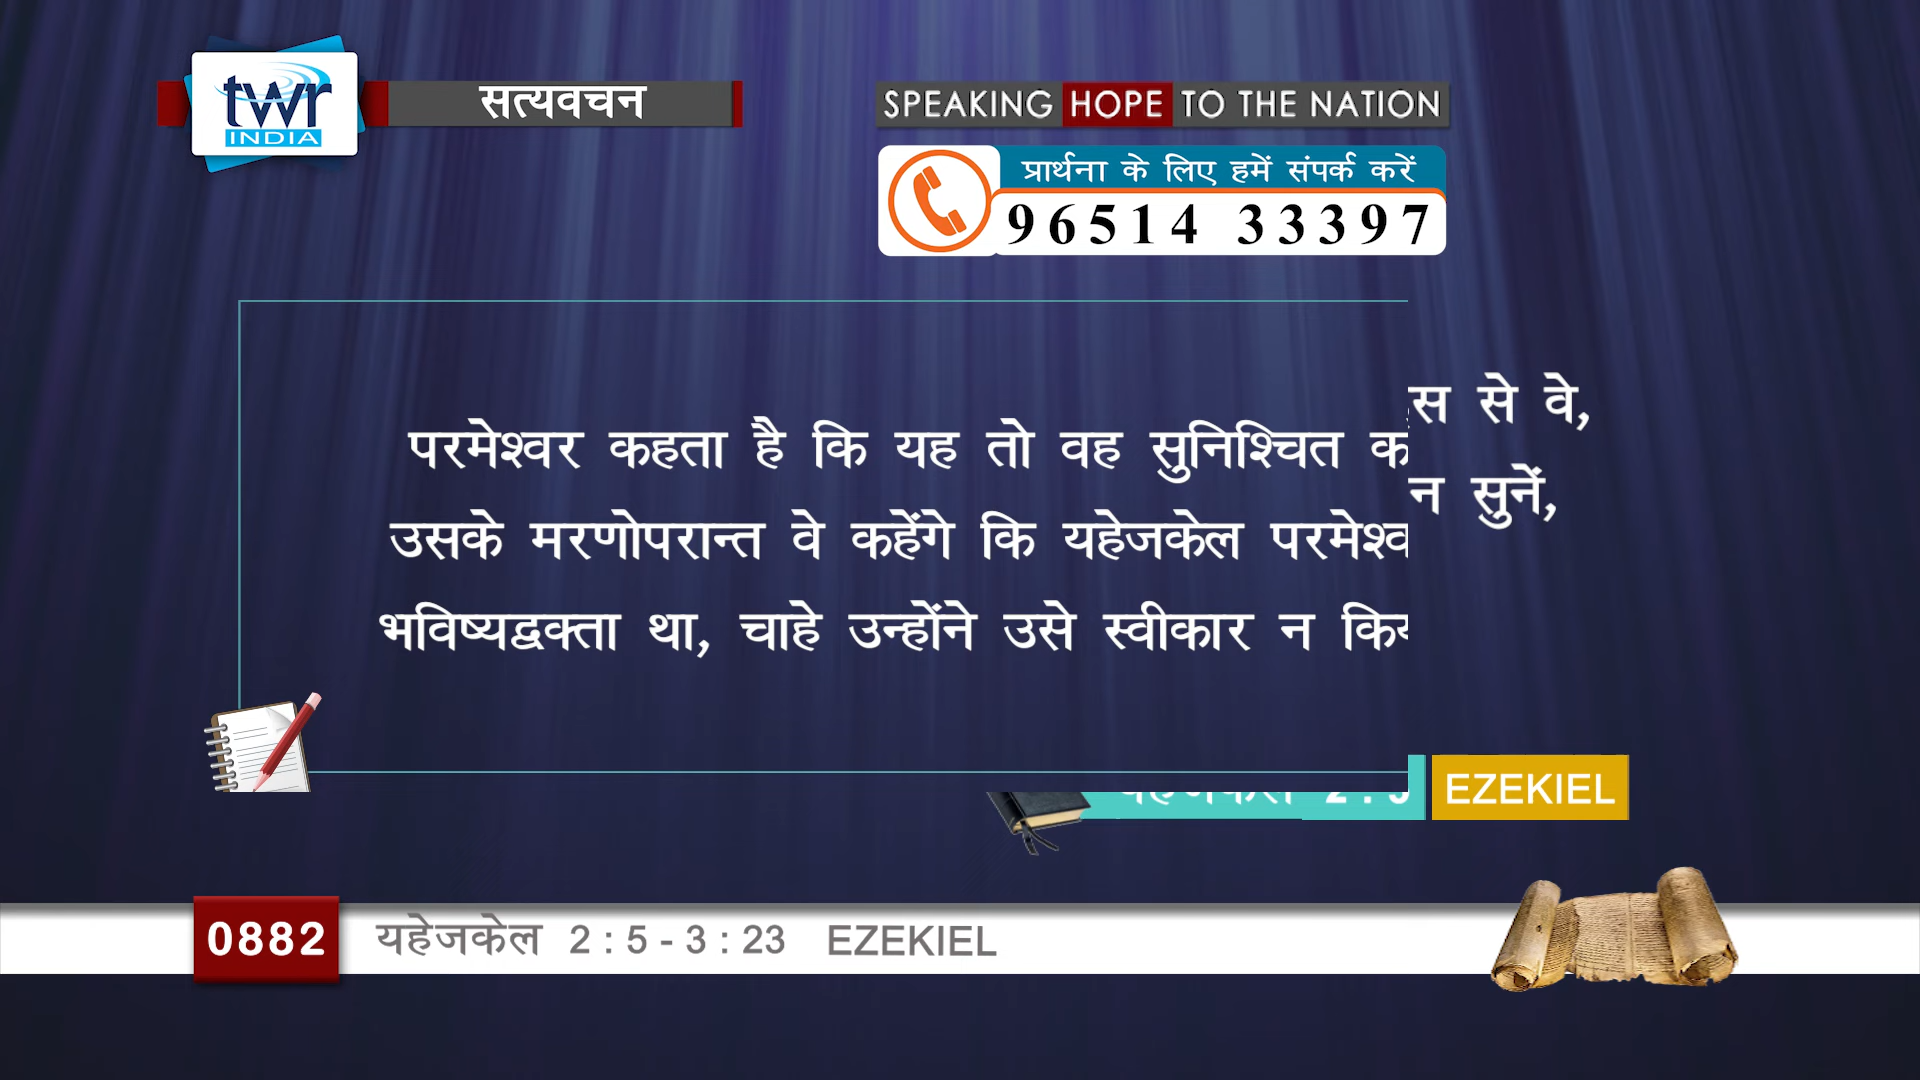 twr
INDIA
सत्यवचन
SPEAKING HOPE TO THE NATION
प्रार्थना के लिए हमें संपर्क करें
96514 33397
से वे,
परमेश्वर कहता है कि यह तो वह सुनिश्चित
न सुनें,
उसके मरणोपरान्त वे कहेंगे कि यहेजकेल
भविष्यद्वक्ता था, चाहे उन्होंने उसे स्वीकार न
EZEKIEL
0882 यहेजकेल 2 : 5 - 3 : 23 EZEKIEL